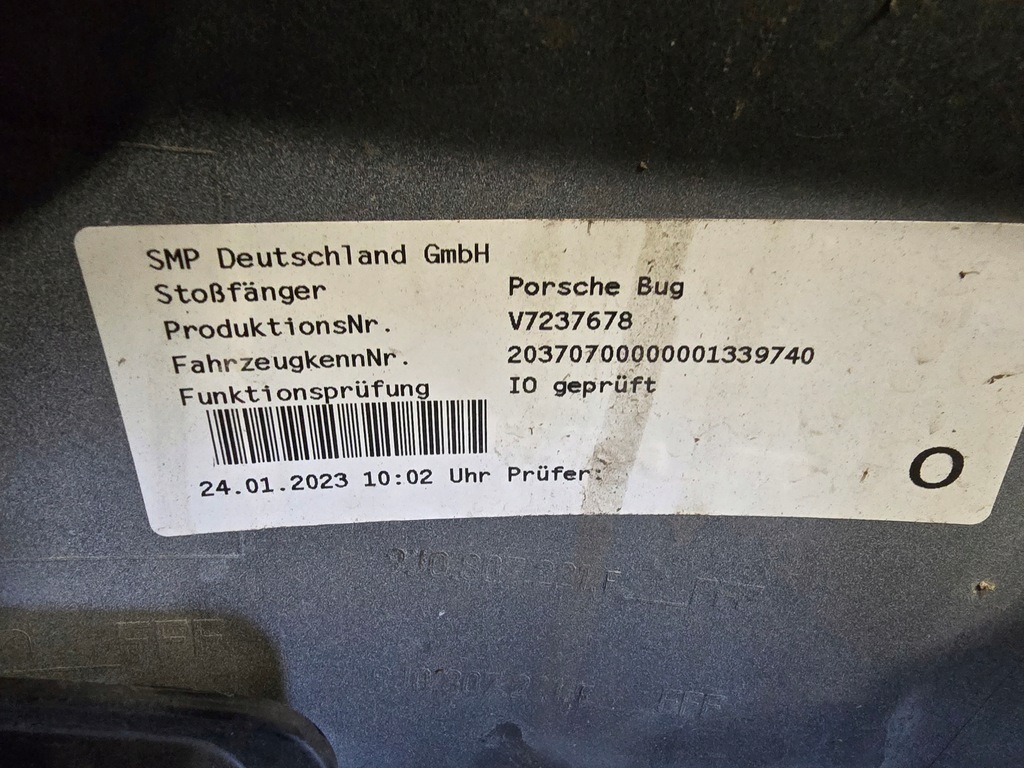 SMP Deutschland GmbH
Stoßfänger Porsche Bug
ProduktionsNr. V7237678
FahrzeugkennNr. 20370700000001339740
Funktionsprüfung IO geprüft
24.01.2023 10:02 Uhr Prüfer:
O